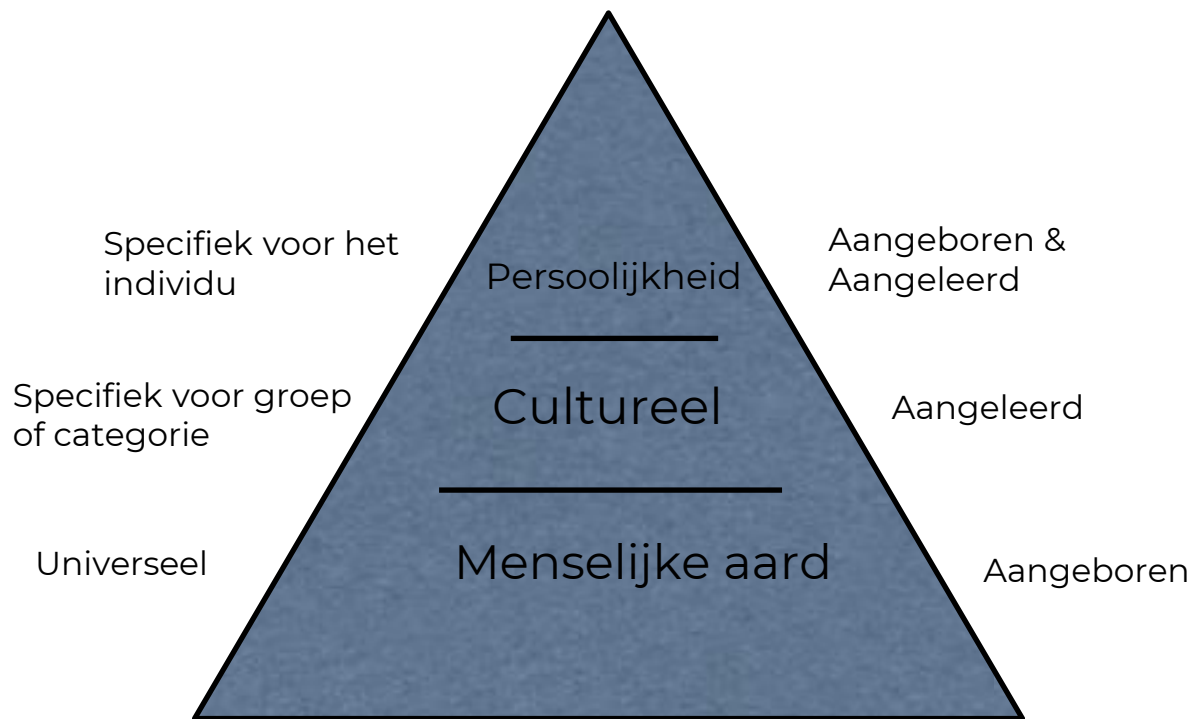 Specifiek voor het
individu
Persoolijkheid
Aangeboren &
Aangeleerd
Specifiek voor groep
of categorie
Cultureel
Aangeleerd
Universeel
Menselijke aard
Aangeboren